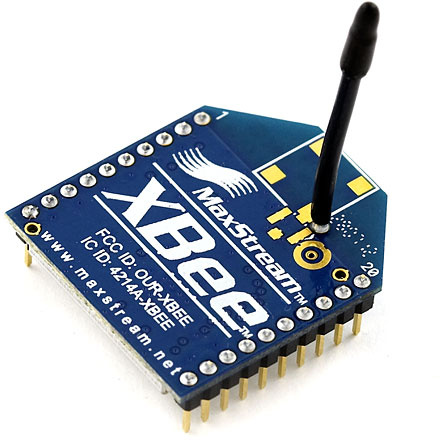 1
MaxStream™
XBee™
FCC ID: OUR-XBEE
IC ID: 4214A-XBEE
www.maxstream.net
20